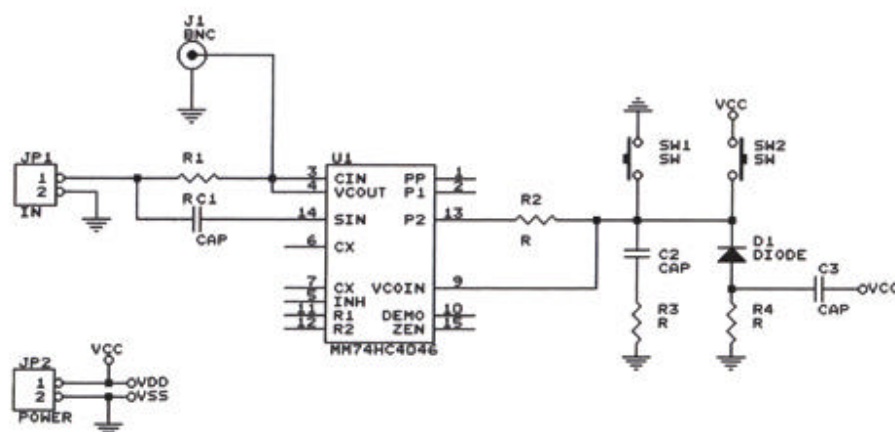 J1
BNC
JP1
1
2
IN
R1
R
C1
CAP
U1
3 CIN PP 1
4 VCOUT P1 2
14 SIN P2 13
6 CX
7 CX VCOIN 9
5 INH
11 R1 DEMO 10
12 R2 ZEN 15
MM74HC4046
R2
R
SW1
SW
VCC
SW2
SW
C2
CAP
R3
R
D1
DIODE
C3
CAP
VCC
R4
R
VCC
JP2
1
2
POWER
VDD
VSS